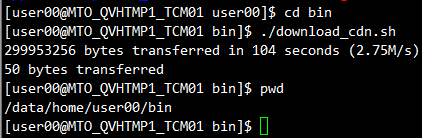 [user00@MTO_QVHTMP1_TCM01 user00]$ cd bin
[user00@MTO_QVHTMP1_TCM01 bin]$ ./download_cdn.sh
299953256 bytes transferred in 104 seconds (2.75M/s)
50 bytes transferred
[user00@MTO_QVHTMP1_TCM01 bin]$ pwd
/data/home/user00/bin
[user00@MTO_QVHTMP1_TCM01 bin]$